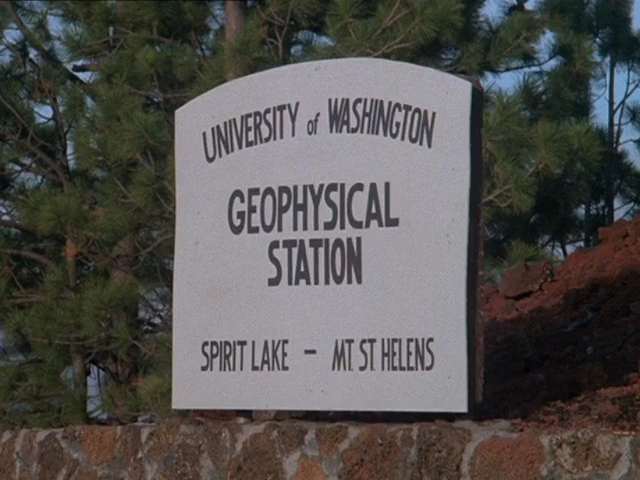 UNIVERSITY of WASHINGTON
GEOPHYSICAL
STATION
SPIRIT LAKE – MT. ST. HELENS